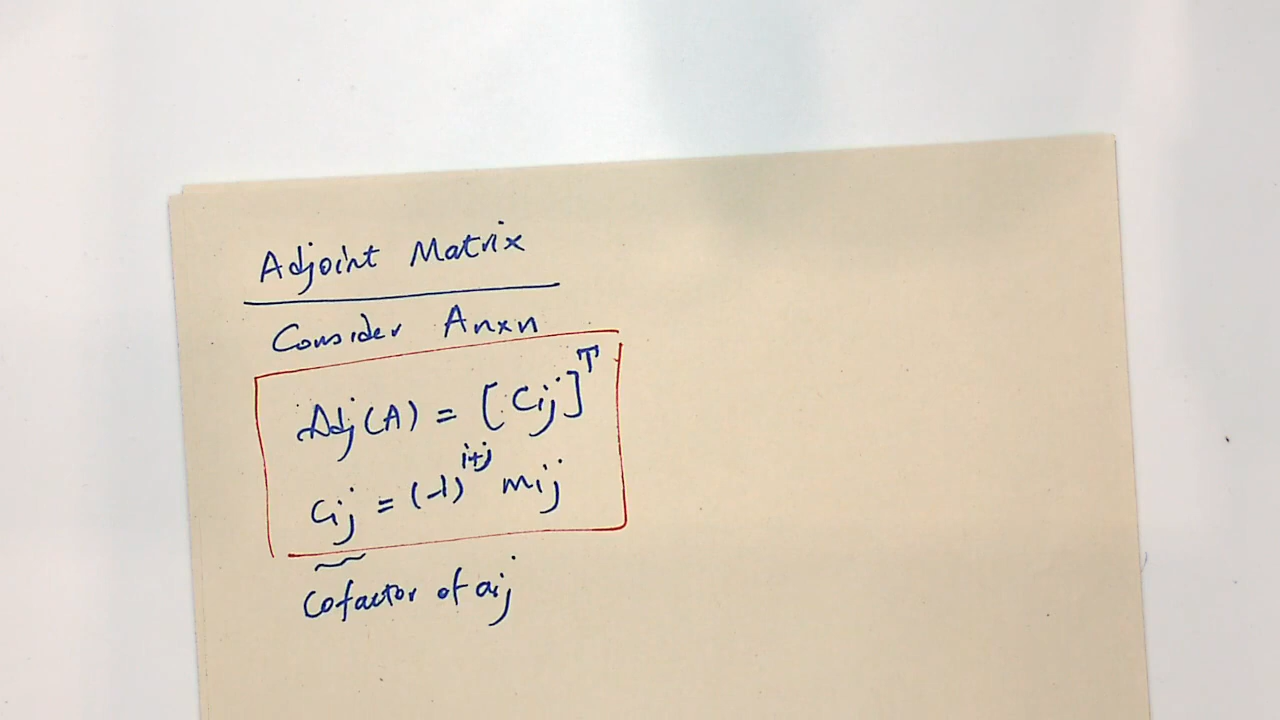 Adjoint Matrix
Consider Anxn
Adj(A) = [Cij]ᵀ
Cij = (-1)ⁱ⁺ʲ mij
Cofactor of aij